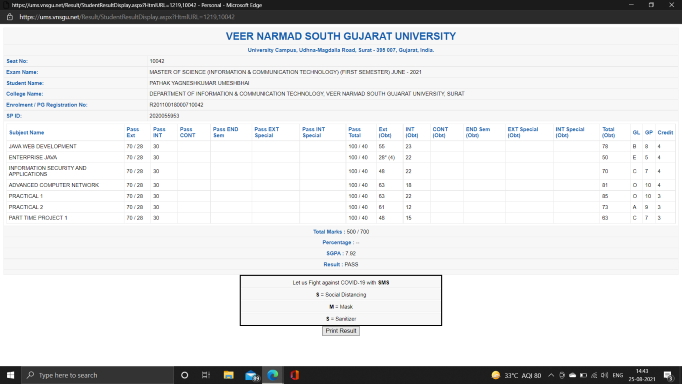 https://ums.vnsgu.net/Result/StudentResultDisplay.aspx?HtmlURL=1219,10042 - Personal - Microsoft Edge
https://ums.vnsgu.net/Result/StudentResultDisplay.aspx?HtmlURL=1219,10042
VEER NARMAD SOUTH GUJARAT UNIVERSITY
University Campus, Udhna-Magdalla Road, Surat - 395 007, Gujarat, India.
Seat No: 10042
Exam Name: MASTER OF SCIENCE (INFORMATION & COMMUNICATION TECHNOLOGY) (FIRST SEMESTER) JUNE - 2021
Student Name: PATHAK YAGNESHKUMAR UMESHBHAI
College Name: DEPARTMENT OF INFORMATION & COMMUNICATION TECHNOLOGY, VEER NARMAD SOUTH GUJARAT UNIVERSITY, SURAT
Enrolment / PG Registration No: R20110018000710042
SP ID: 2020055953
Subject Name Pass Ext Pass INT Pass CONT Pass END Sem Pass EXT Special Pass INT Special Pass Total Ext (Obt) INT (Obt) CONT (Obt) END Sem (Obt) EXT Special (Obt) INT Special (Obt) Total (Obt) GL GP Credit
JAVA WEB DEVELOPMENT 70 / 28 30 100 / 40 55 23 78 B 8 4
ENTERPRISE JAVA 70 / 28 30 100 / 40 28* (4) 22 50 E 5 4
INFORMATION SECURITY AND APPLICATIONS 70 / 28 30 100 / 40 48 22 70 C 7 4
ADVANCED COMPUTER NETWORK 70 / 28 30 100 / 40 63 18 81 O 10 4
PRACTICAL 1 70 / 28 30 100 / 40 63 22 85 O 10 3
PRACTICAL 2 70 / 28 30 100 / 40 61 12 73 A 9 3
PART TIME PROJECT 1 70 / 28 30 100 / 40 48 15 63 C 7 3
Total Marks : 500 / 700
Percentage : --
SGPA : 7.92
Result : PASS
Let us Fight against COVID-19 with SMS
S = Social Distancing
M = Mask
S = Sanitizer
Print Result
Type here to search
33°C AQI 80
ENG
14:43
25-08-2021